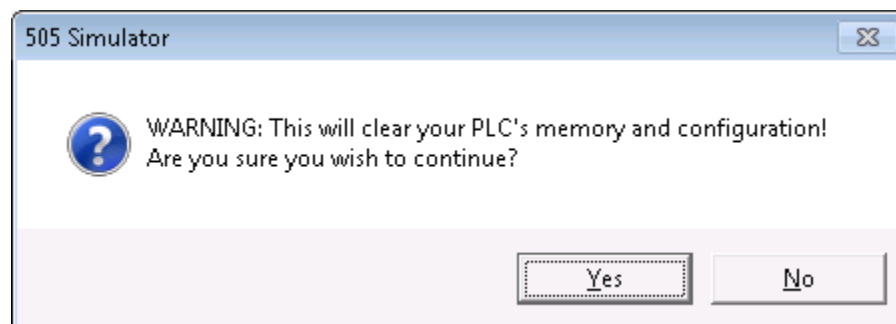 505 Simulator
WARNING: This will clear your PLC's memory and configuration!
Are you sure you wish to continue?
Yes No